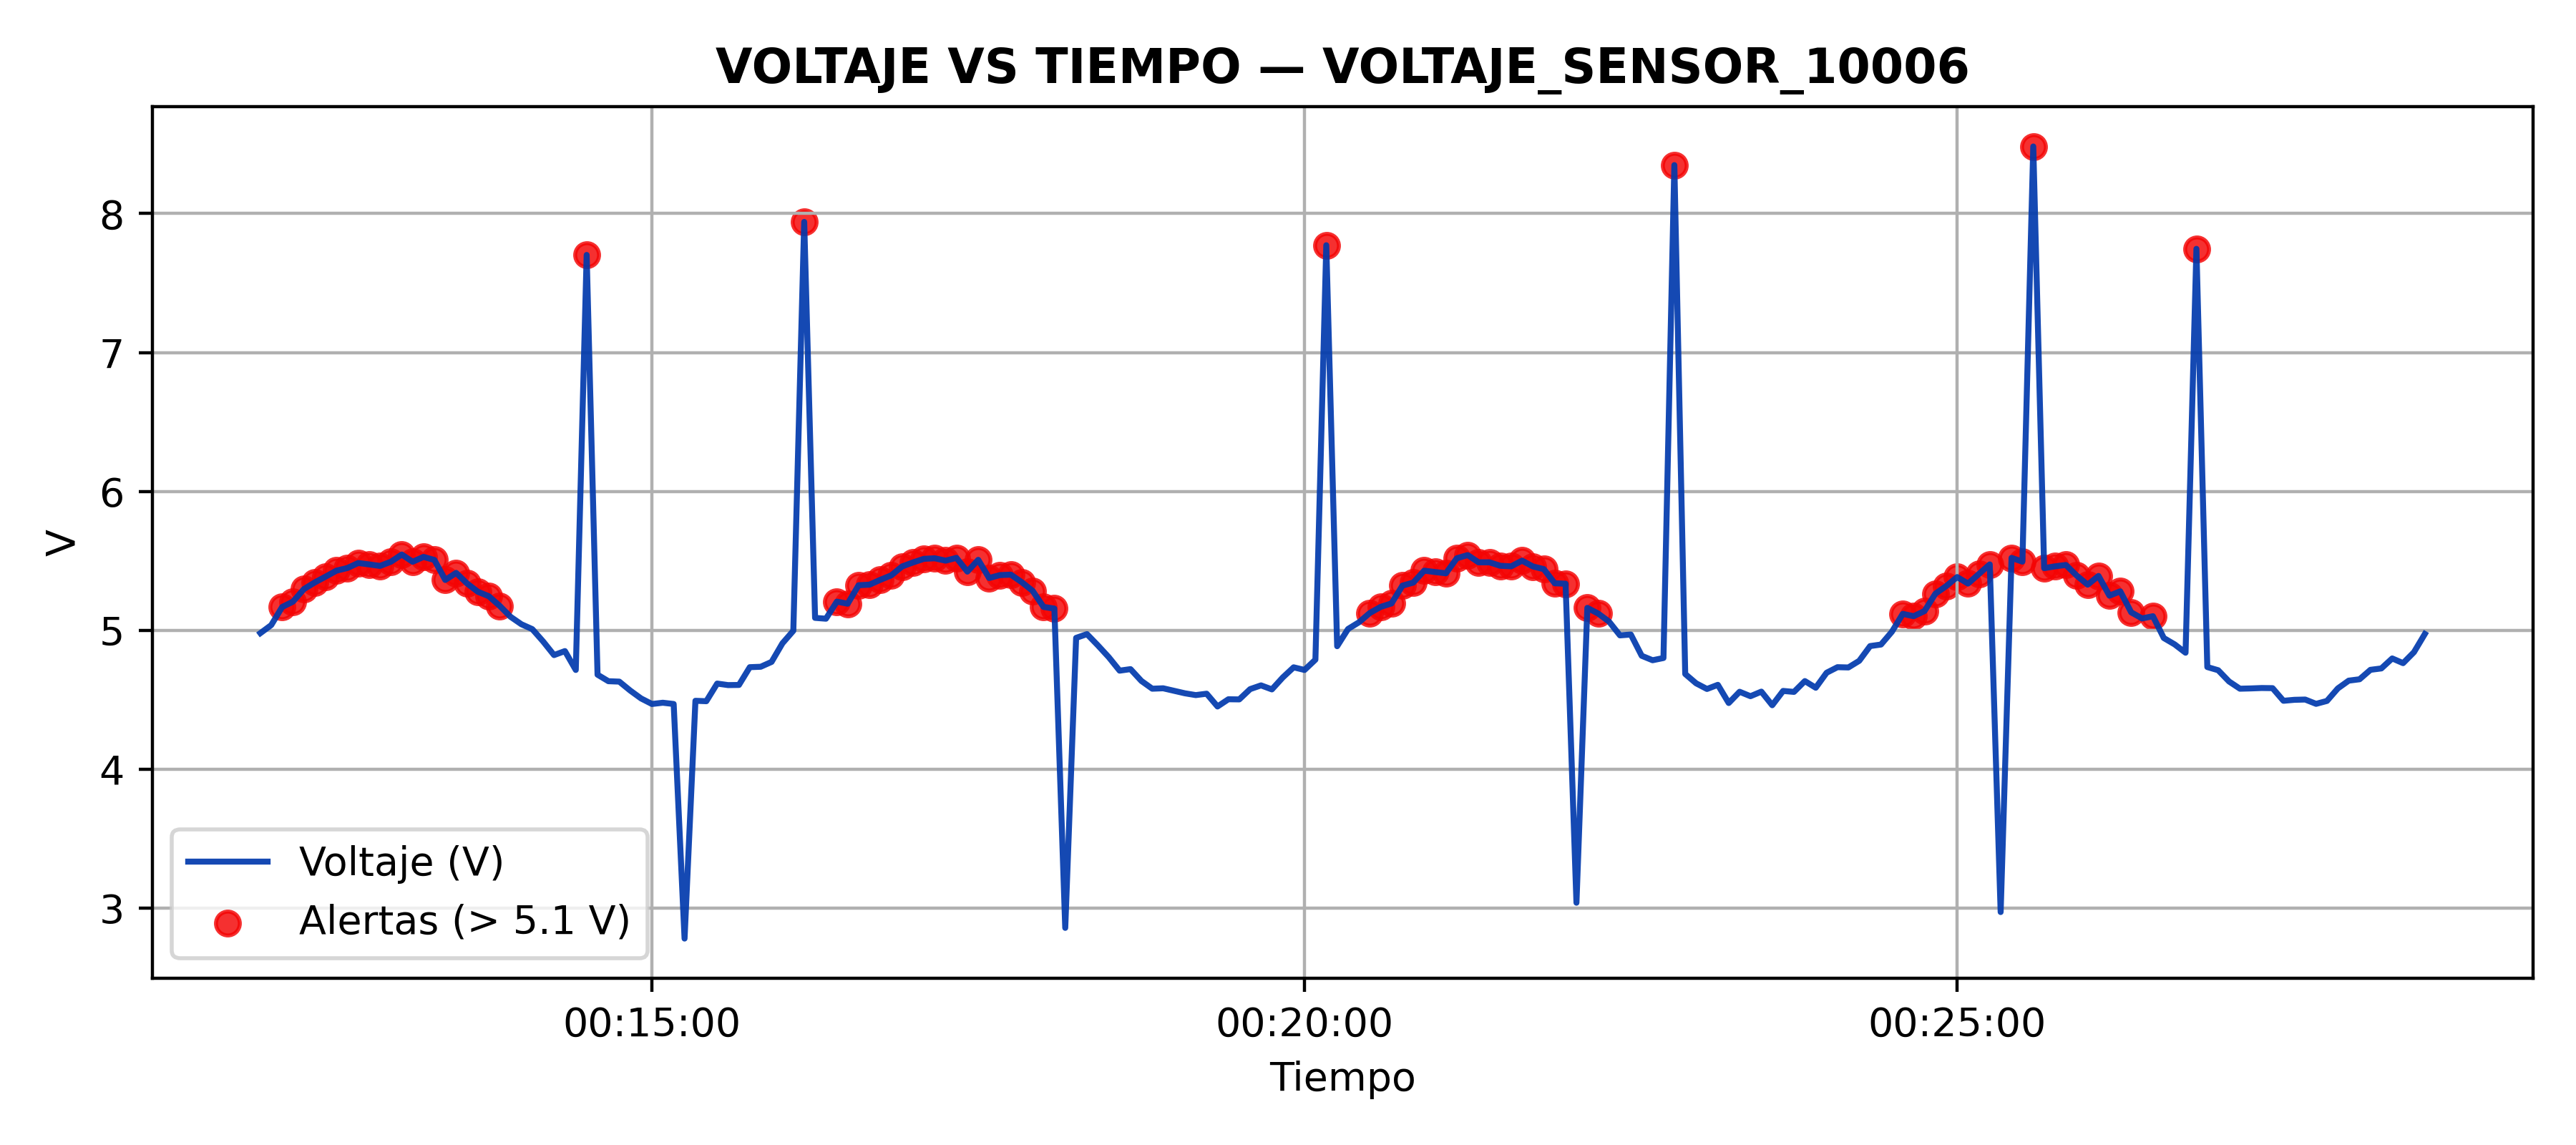 VOLTAJE VS TIEMPO — VOLTAJE_SENSOR_10006
V
8
7
6
5
4
3
Voltaje (V)
Alertas (> 5.1 V)
00:15:00
00:20:00
00:25:00
Tiempo